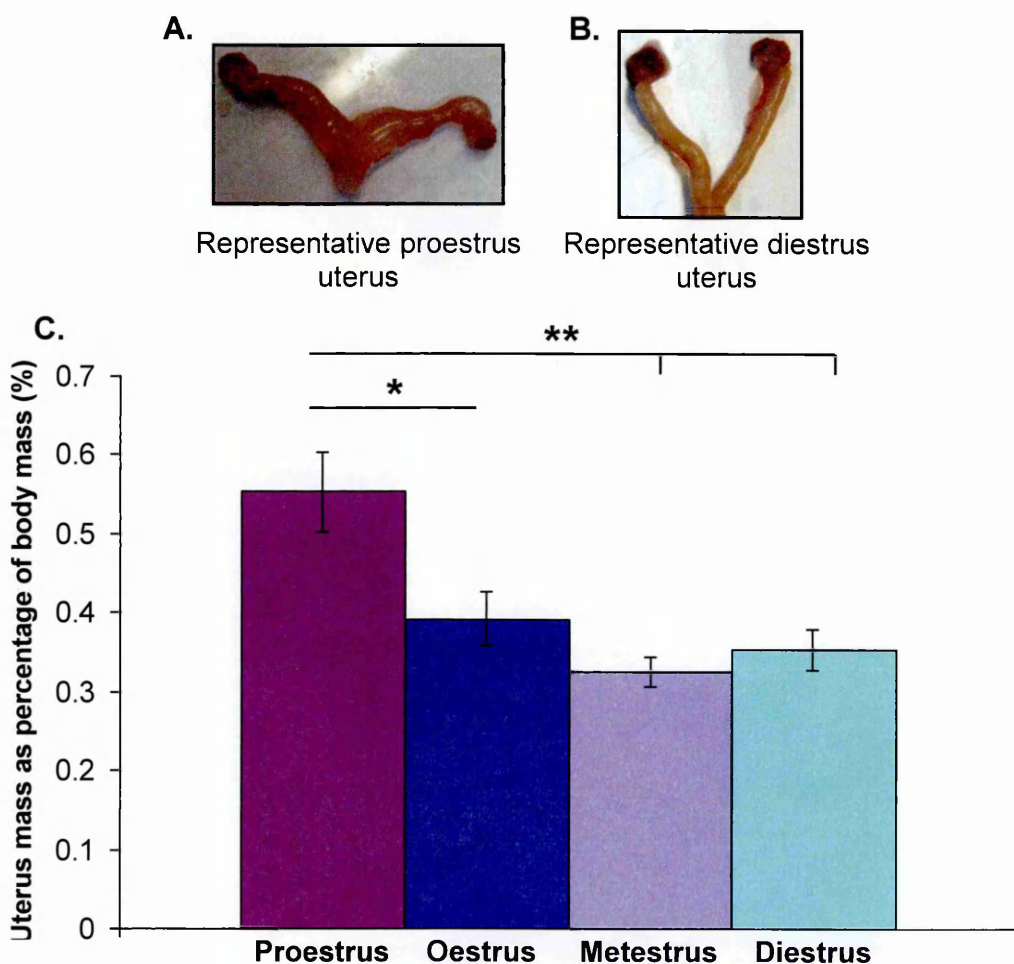 A.
B.
Representative proestrus
uterus
Representative diestrus
uterus
C.
**
*
Uterus mass as percentage of body mass (%)
0.7
0.6
0.5
0.4
0.3
0.2
0.1
0
Proestrus
Oestrus
Metestrus
Diestrus